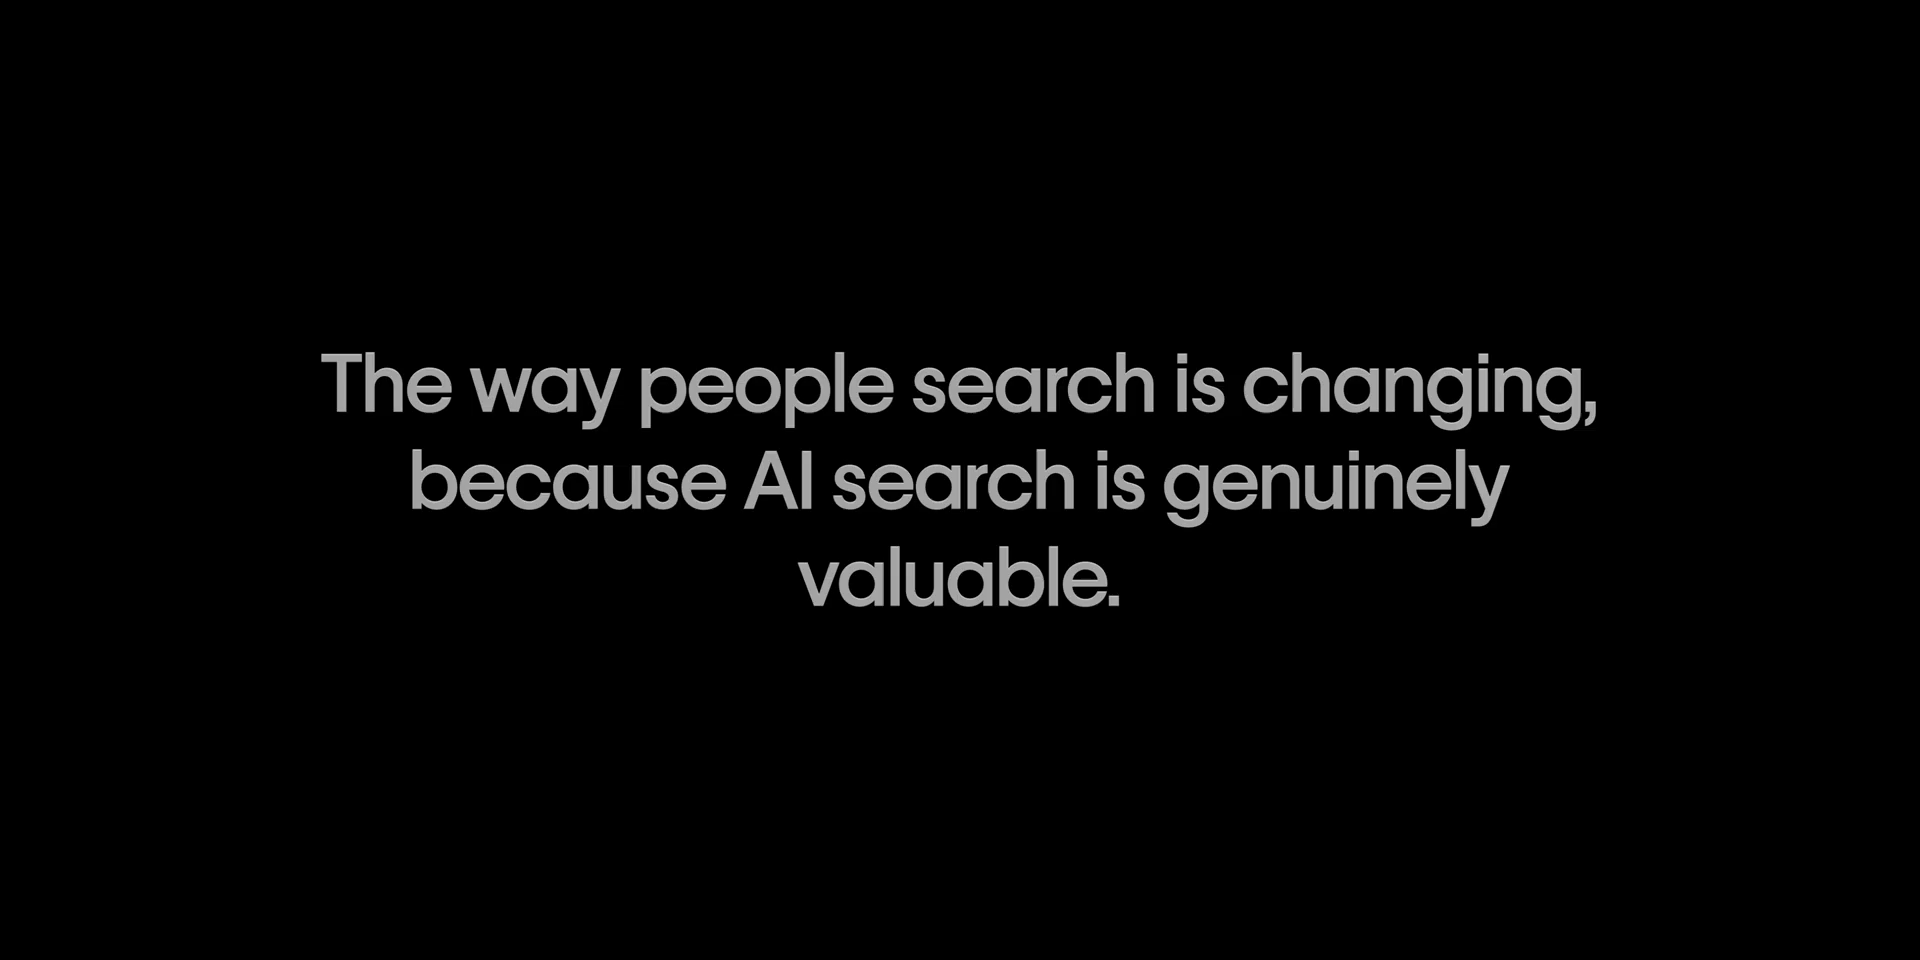 The way people search is changing,
because AI search is genuinely
valuable.